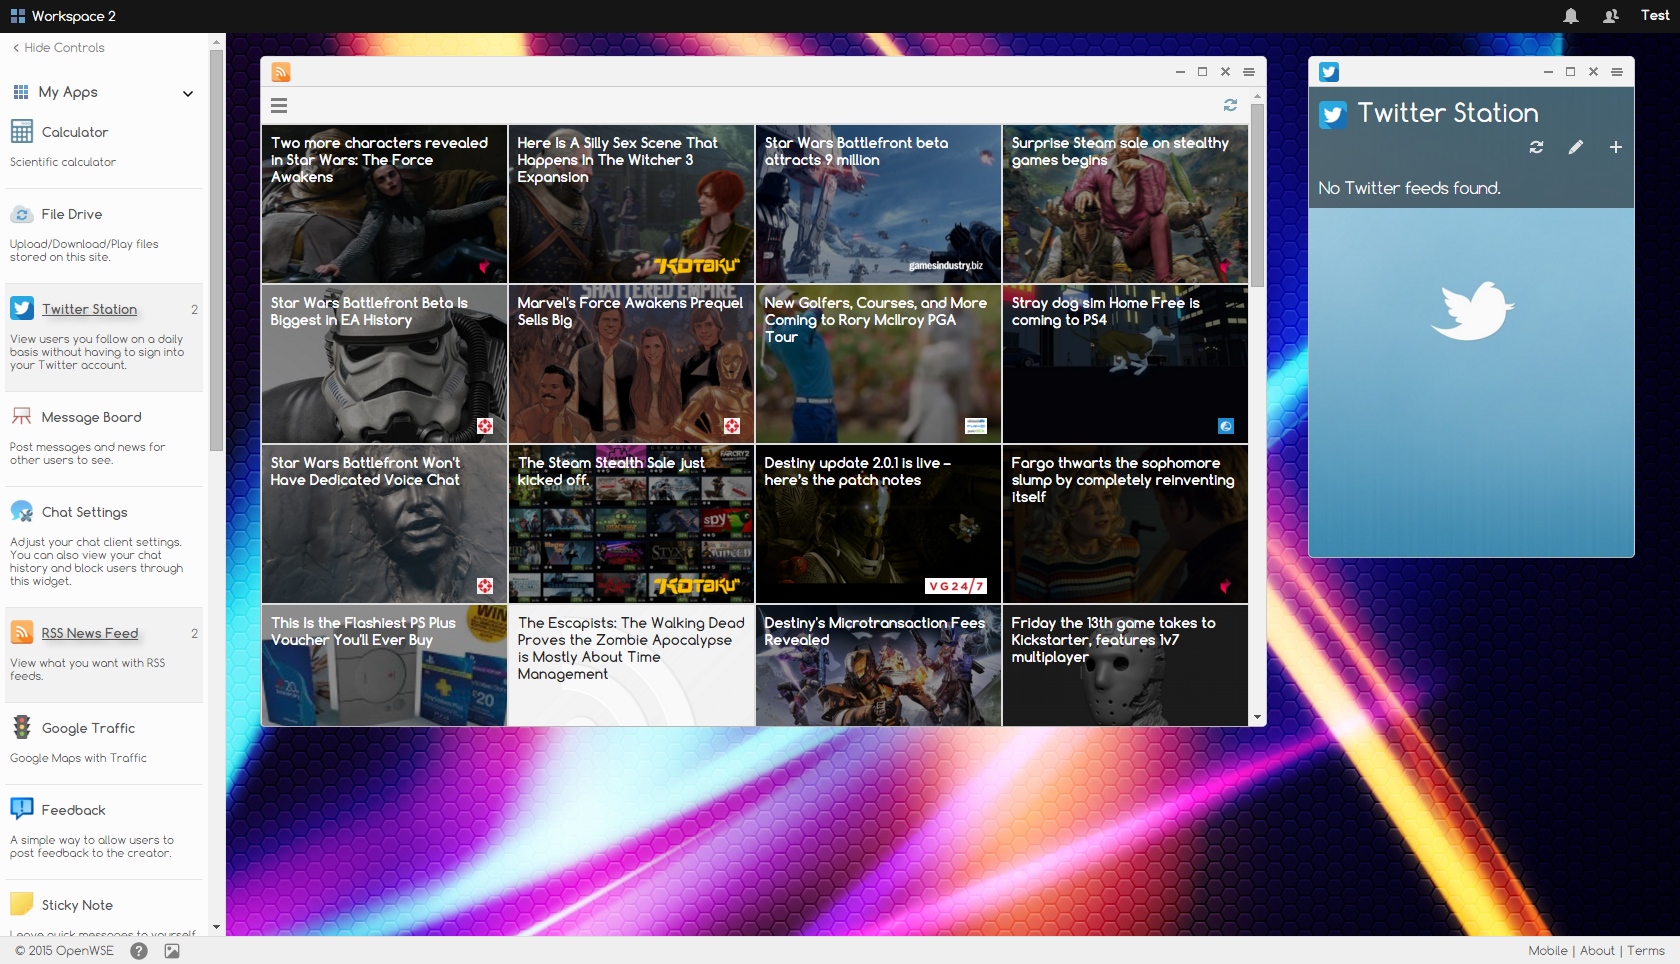 Workspace 2
Test
Hide Controls
My Apps
Calculator
Scientific calculator
File Drive
Upload/Download/Play files
stored on this site.
Twitter Station
2
View users you follow on a daily
basis without having to sign into
your Twitter account.
Message Board
Post messages and news for
other users to see.
Chat Settings
Adjust your chat client settings.
You can also view your chat
history and block users through
this widget.
RSS News Feed
2
View what you want with RSS
feeds.
Google Traffic
Google Maps with Traffic
Feedback
A simple way to allow users to
post feedback to the creator.
Sticky Note
Leave quick messages to yourself
Two more characters revealed
in Star Wars: The Force
Awakens
Here Is A Silly Sex Scene That
Happens In The Witcher 3
Expansion
"KOTAKU"
Star Wars Battlefront beta
attracts 9 million
gamesindustry.biz
Surprise Steam sale on stealthy
games begins
Star Wars Battlefront Beta Is
Biggest in EA History
SHATTERED EMPIRE
Marvel's Force Awakens Prequel
Sells Big
New Golfers, Courses, and More
Coming to Rory McIlroy PGA
Tour
Stray dog sim Home Free is
coming to PS4
Star Wars Battlefront Won't
Have Dedicated Voice Chat
The Steam Stealth Sale just
kicked off.
FARCRY2
spy
STYX
"KOTAKU"
Destiny update 2.0.1 is live –
here's the patch notes
VG24/7
Fargo thwarts the sophomore
slump by completely reinventing
itself
This Is the Flashiest PS Plus
Voucher You'll Ever Buy
WIN
£20
The Escapists: The Walking Dead
Proves the Zombie Apocalypse
is Mostly About Time
Management
Destiny's Microtransaction Fees
Revealed
Friday the 13th game takes to
Kickstarter, features 1v7
multiplayer
Twitter Station
No Twitter feeds found.
© 2015 OpenWSE
?
Mobile | About | Terms